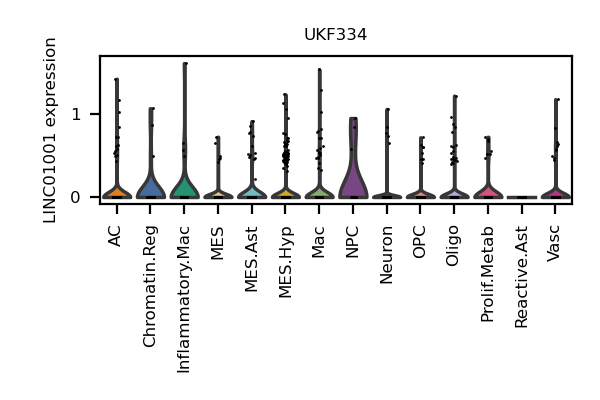 UKF334
LINC01001 expression
1
0
AC
Chromatin.Reg
Inflammatory.Mac
MES
MES.Ast
MES.Hyp
Mac
NPC
Neuron
OPC
Oligo
Prolif.Metab
Reactive.Ast
Vasc